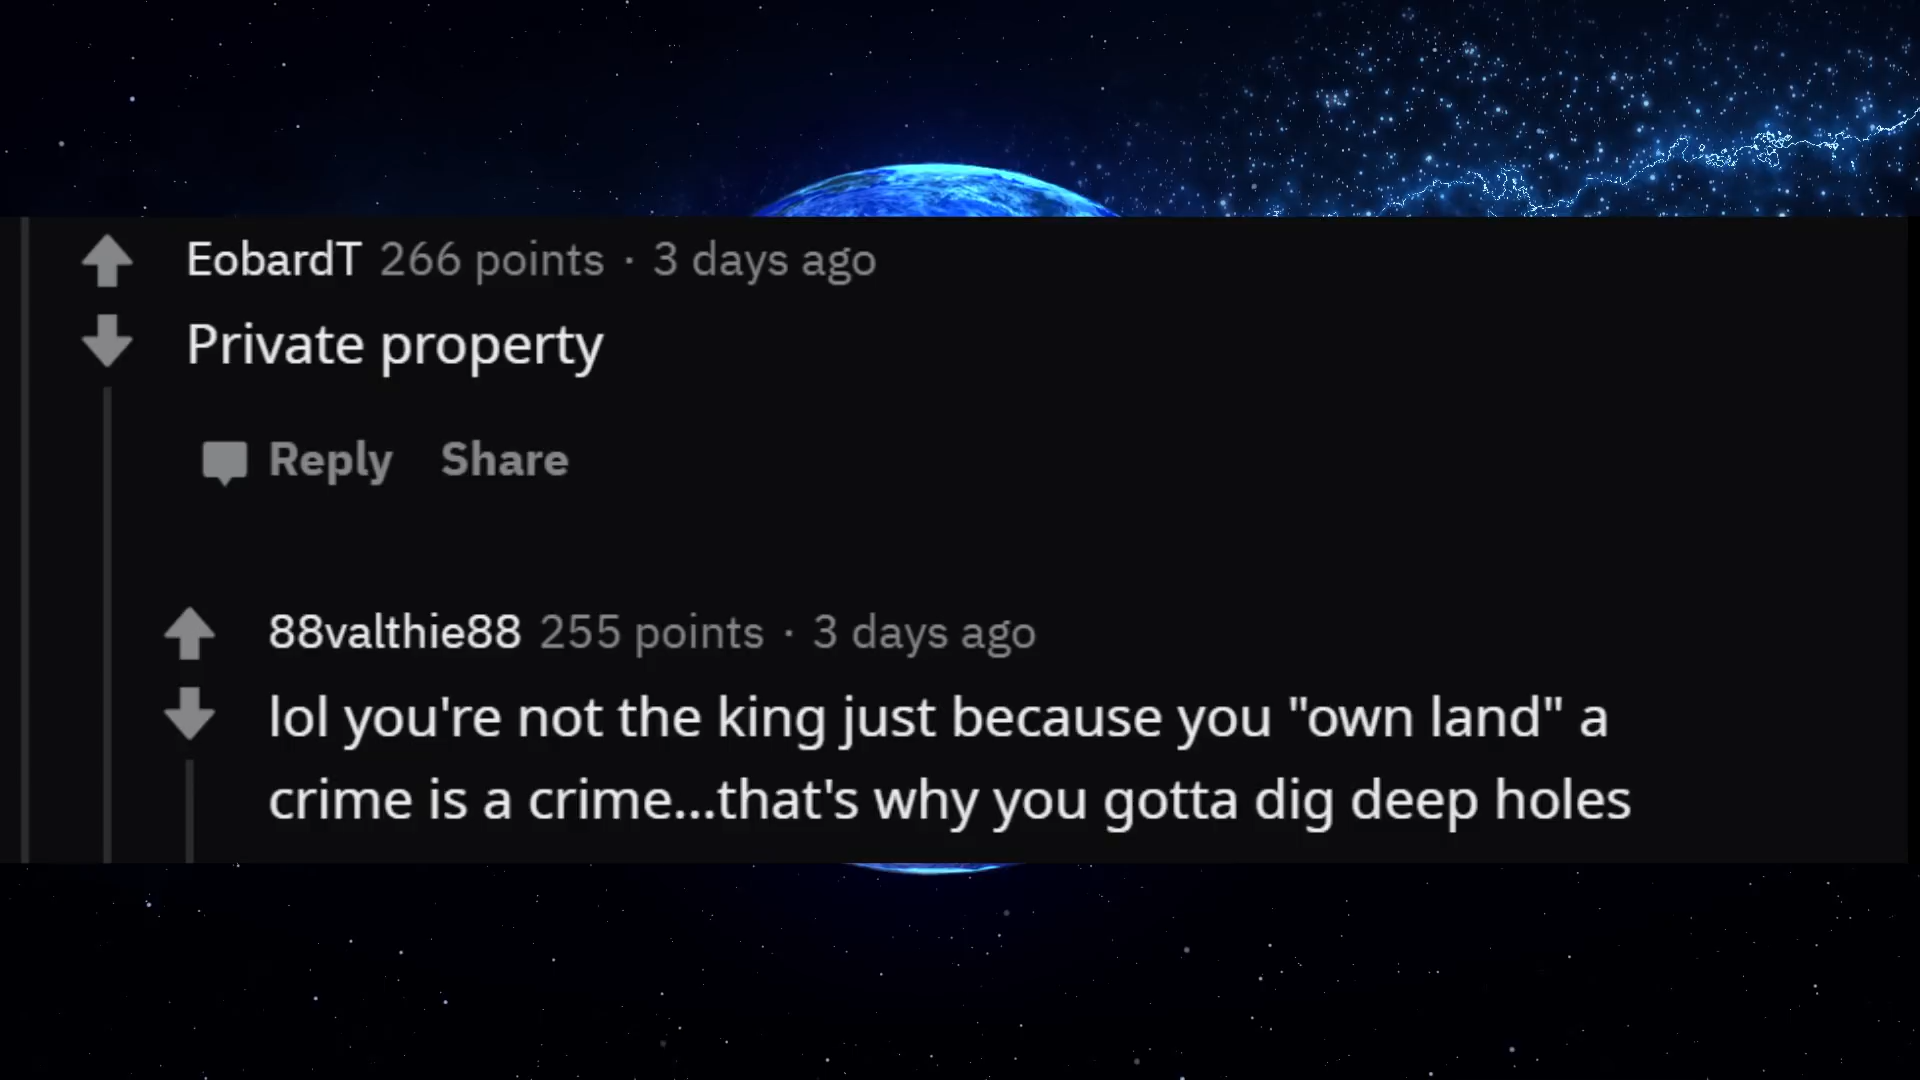 EobardT 266 points · 3 days ago
Private property
Reply Share
88valthie88 255 points · 3 days ago
lol you're not the king just because you "own land" a
crime is a crime...that's why you gotta dig deep holes